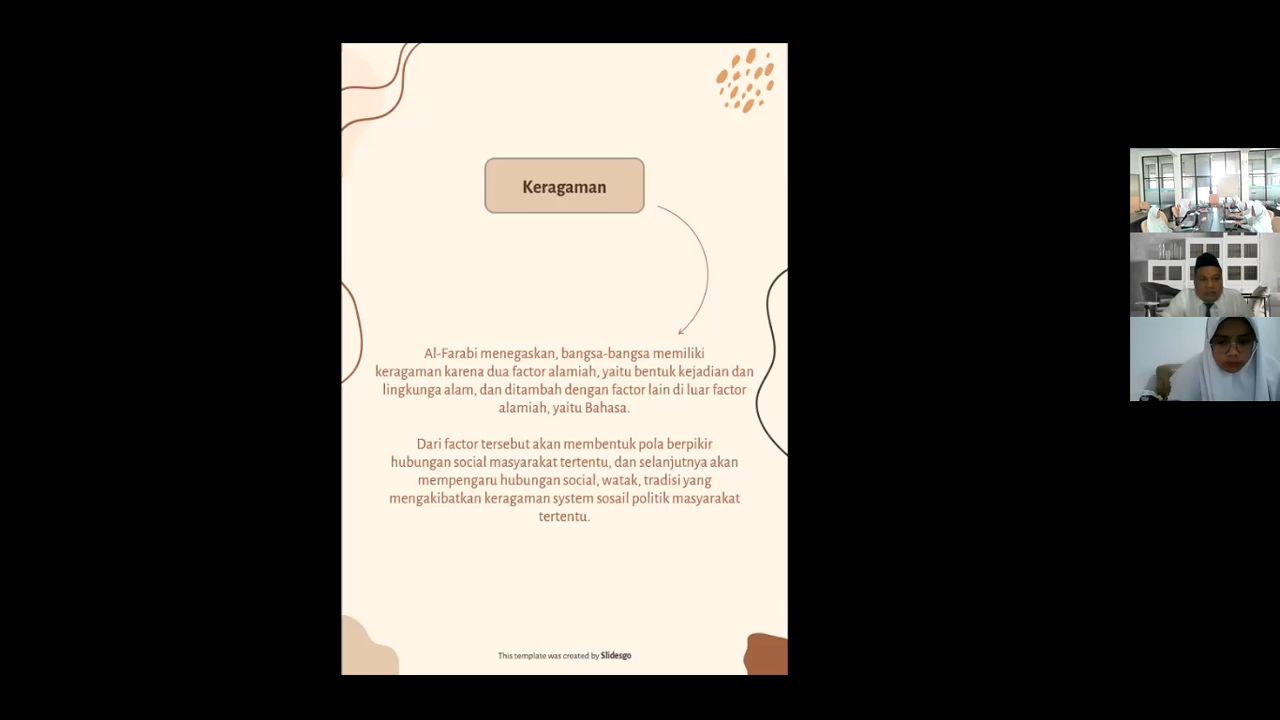 Keragaman
Al-Farabi menegaskan, bangsa-bangsa memiliki
keragaman karena dua factor alamiah, yaitu bentuk kejadian dan
lingkunga alam, dan ditambah dengan factor lain di luar factor
alamiah, yaitu Bahasa.
Dari factor tersebut akan membentuk pola berpikir
hubungan social masyarakat tertentu, dan selanjutnya akan
mempengaru hubungan social, watak, tradisi yang
mengakibatkan keragaman system sosail politik masyarakat
tertentu.
This template was created by Slidesgo